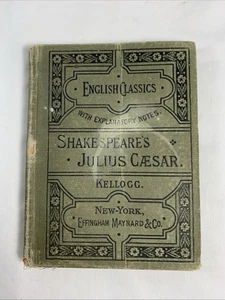 ENGLISH CLASSICS
WITH EXPLANATORY NOTES.
SHAKESPEARE'S
JULIUS CÆSAR.
KELLOGG.
NEW-YORK,
EFFINGHAM MAYNARD & CO.